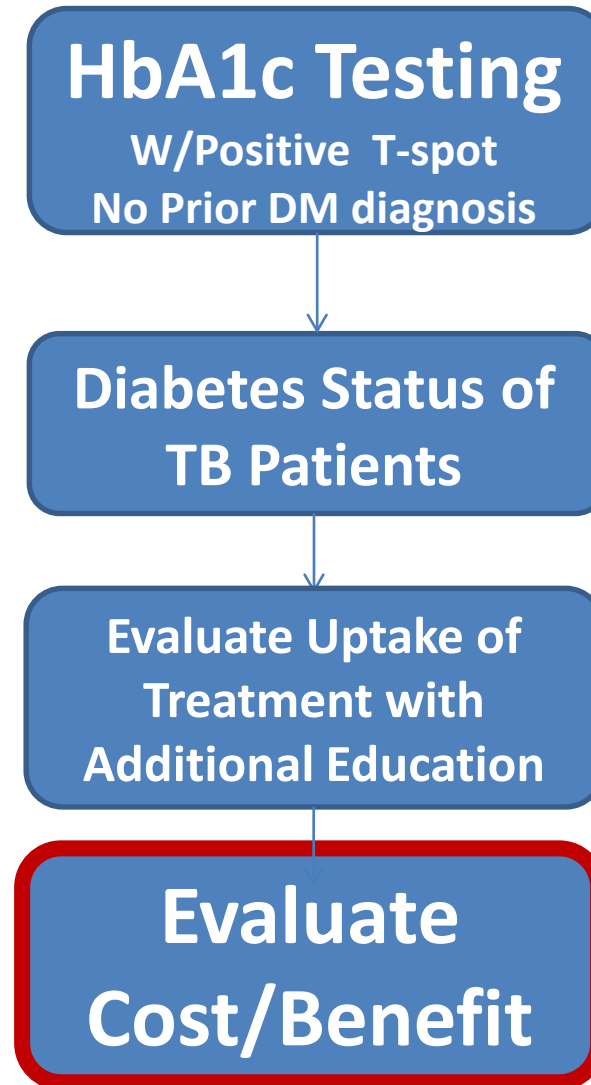 HbA1c Testing
W/Positive T-spot
No Prior DM diagnosis
Diabetes Status of
TB Patients
Evaluate Uptake of
Treatment with
Additional Education
Evaluate
Cost/Benefit